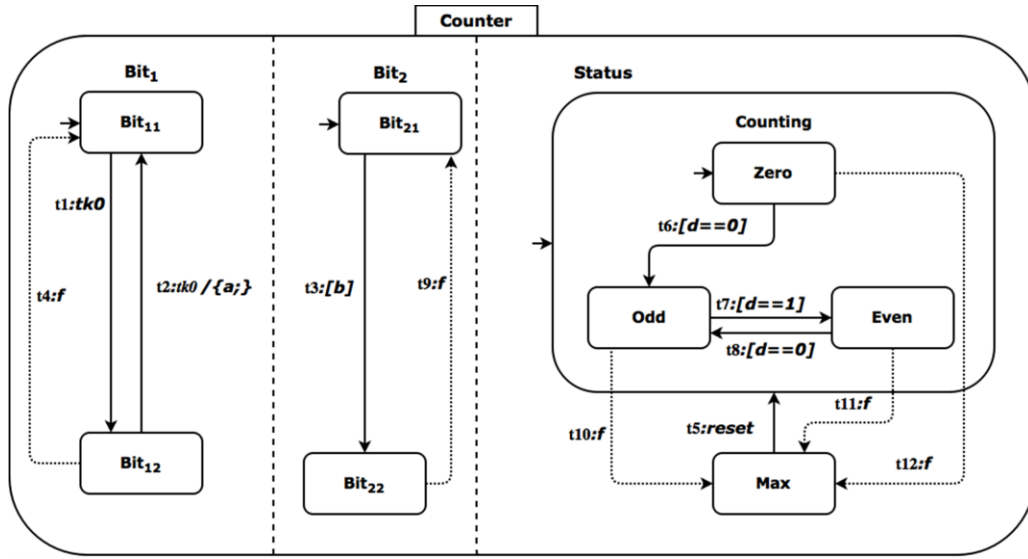 Counter
Bit1
Bit2
Status
Bit11
Bit21
Counting
Zero
t1:tk0
t6:[d==0]
t4:f
t2:tk0/{a;}
t3:[b]
t9:f
Odd
t7:[d==1]
Even
t8:[d==0]
t10:f
t5:reset
t11:f
Bit12
Bit22
Max
t12:f